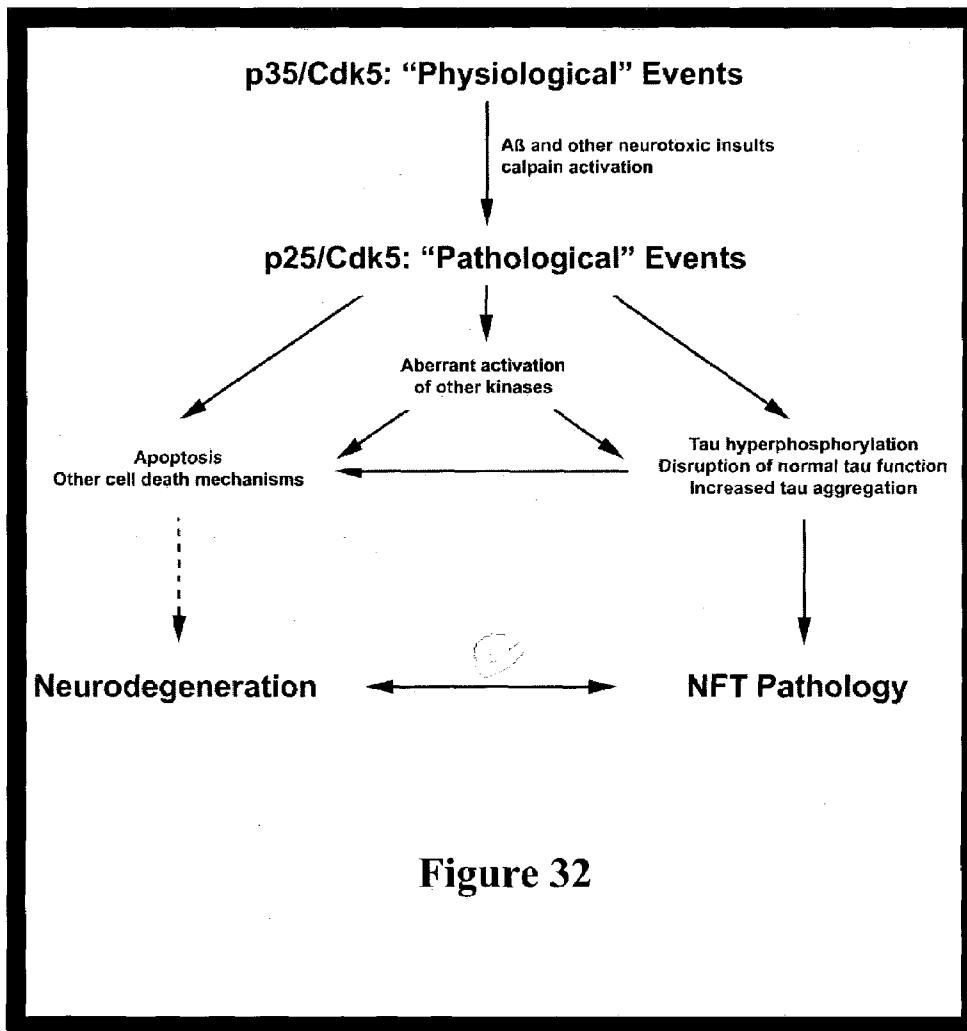 p35/Cdk5: “Physiological” Events
Aß and other neurotoxic insults
calpain activation
p25/Cdk5: “Pathological” Events
Aberrant activation
of other kinases
Apoptosis
Other cell death mechanisms
Tau hyperphosphorylation
Disruption of normal tau function
Increased tau aggregation
Neurodegeneration
NFT Pathology
Figure 32